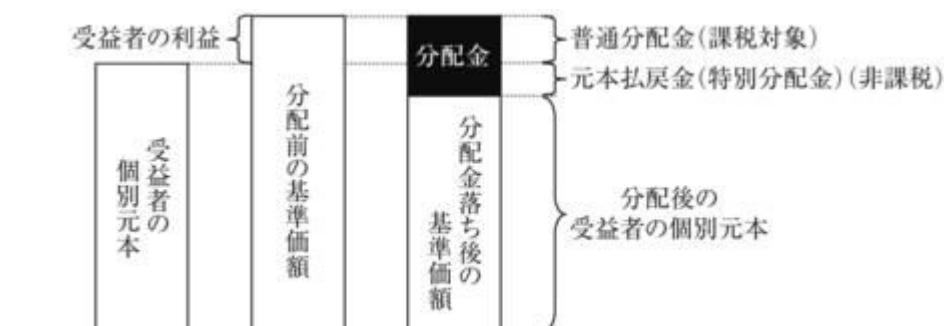 受益者の利益
分配金
普通分配金(課税対象)
元本払戻金(特別分配金)(非課税)
受益者の
個別元本
分配前の基準価額
分配金落ち後の
基準価額
分配後の
受益者の個別元本